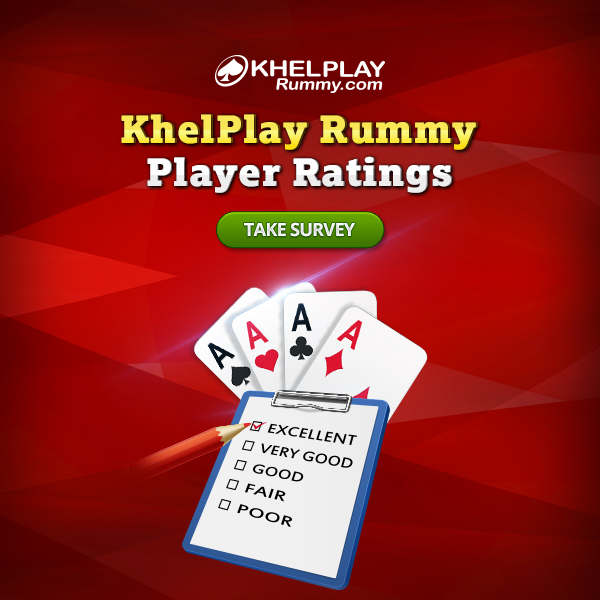 KHELPLAY
Rummy.com
KhelPlay Rummy
Player Ratings
TAKE SURVEY
A
A
A
A
EXCELLENT
VERY GOOD
GOOD
FAIR
POOR